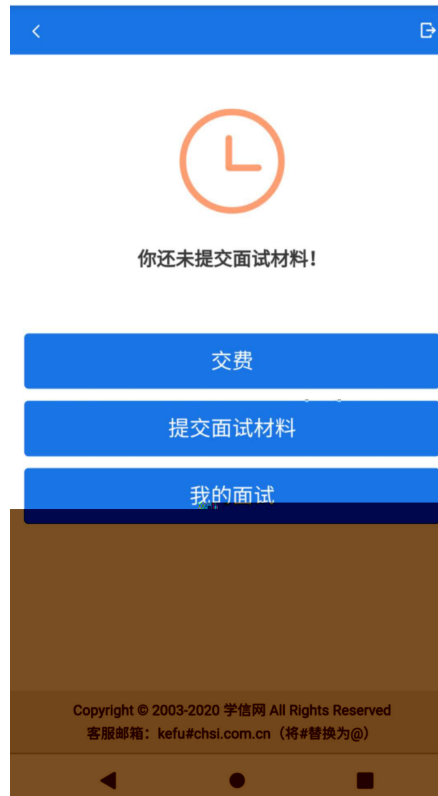 你还未提交面试材料！
交费
提交面试材料
我的面试
Copyright © 2003-2020 学信网 All Rights Reserved
客服邮箱：kefu#chsi.com.cn（将#替换为@）